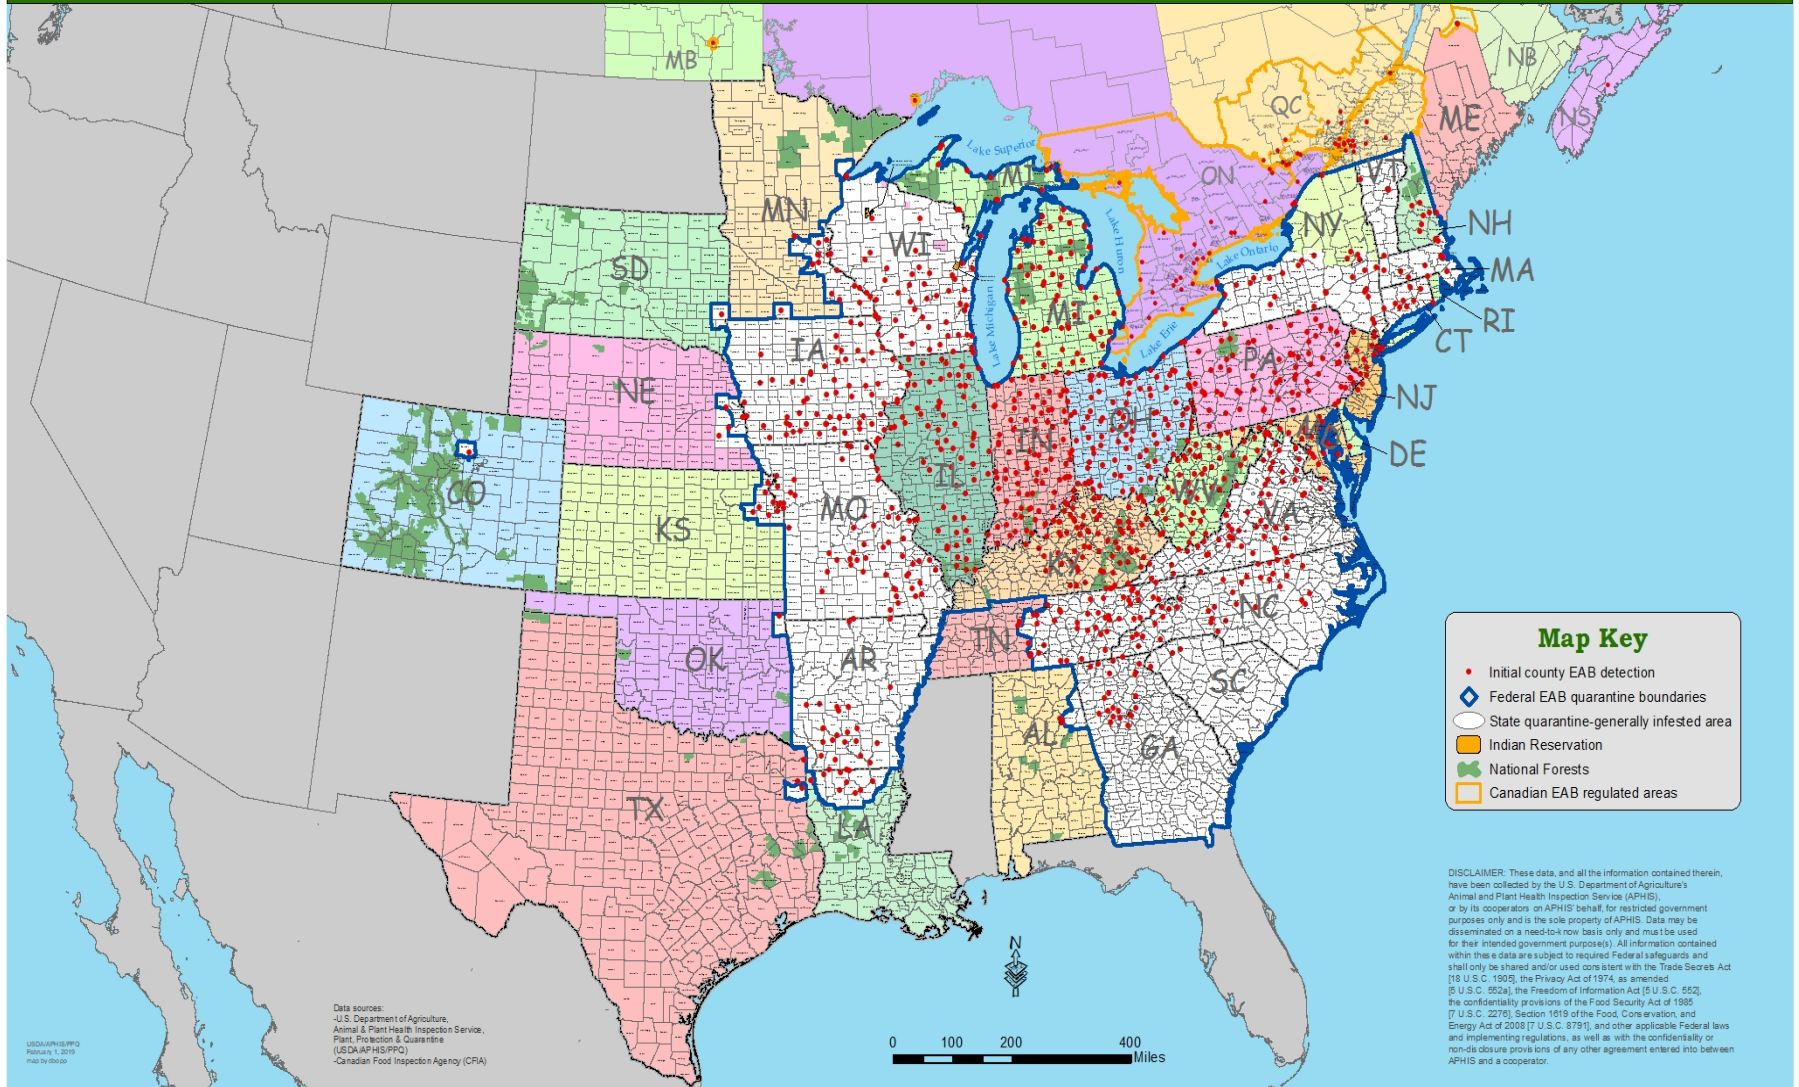 MB
QC
NB
ME
NS
Lake Superior
MI
ON
VT
MN
NY
NH
WI
Lake Huron
Lake Ontario
SD
MA
Lake Michigan
MI
RI
Lake Erie
CT
IA
PA
NE
NJ
OH
MD
IN
DE
IL
CO
WV
MO
VA
KS
KY
NC
TN
OK
AR
SC
AL
GA
TX
LA
Map Key
Initial county EAB detection
Federal EAB quarantine boundaries
State quarantine-generally infested area
Indian Reservation
National Forests
Canadian EAB regulated areas
DISCLAIMER: These data, and all the information contained therein,
have been collected by the U.S. Department of Agriculture's
Animal and Plant Health Inspection Service (APHIS),
or by its cooperators on APHIS' behalf, for restricted government
purposes only and is the sole property of APHIS. Data may be
disseminated on a need-to-know basis only and must be used
for their intended government purpose(s). All information contained
within these data are subject to required Federal safeguards and
shall only be shared and/or used consistent with the Trade Secrets Act
[18 U.S.C. 1905], the Privacy Act of 1974, as amended
[5 U.S.C. 552a], the Freedom of Information Act [5 U.S.C. 552],
the confidentiality provisions of the Food Security Act of 1985
[7 U.S.C. 2276], Section 1619 of the Food, Conservation, and
Energy Act of 2008 [7 U.S.C. 8791], and other applicable Federal laws
and implementing regulations, as well as with the confidentiality or
non-disclosure provisions of any other agreement entered into between
APHIS and a cooperator.
N
0 100 200 400
Miles
Data sources:
-U.S. Department of Agriculture,
Animal & Plant Health Inspection Service,
Plant, Protection & Quarantine
(USDA/APHIS/PPQ)
-Canadian Food Inspection Agency (CFIA)
USDA/APHIS/PPQ
February 1, 2019
map by dbopp